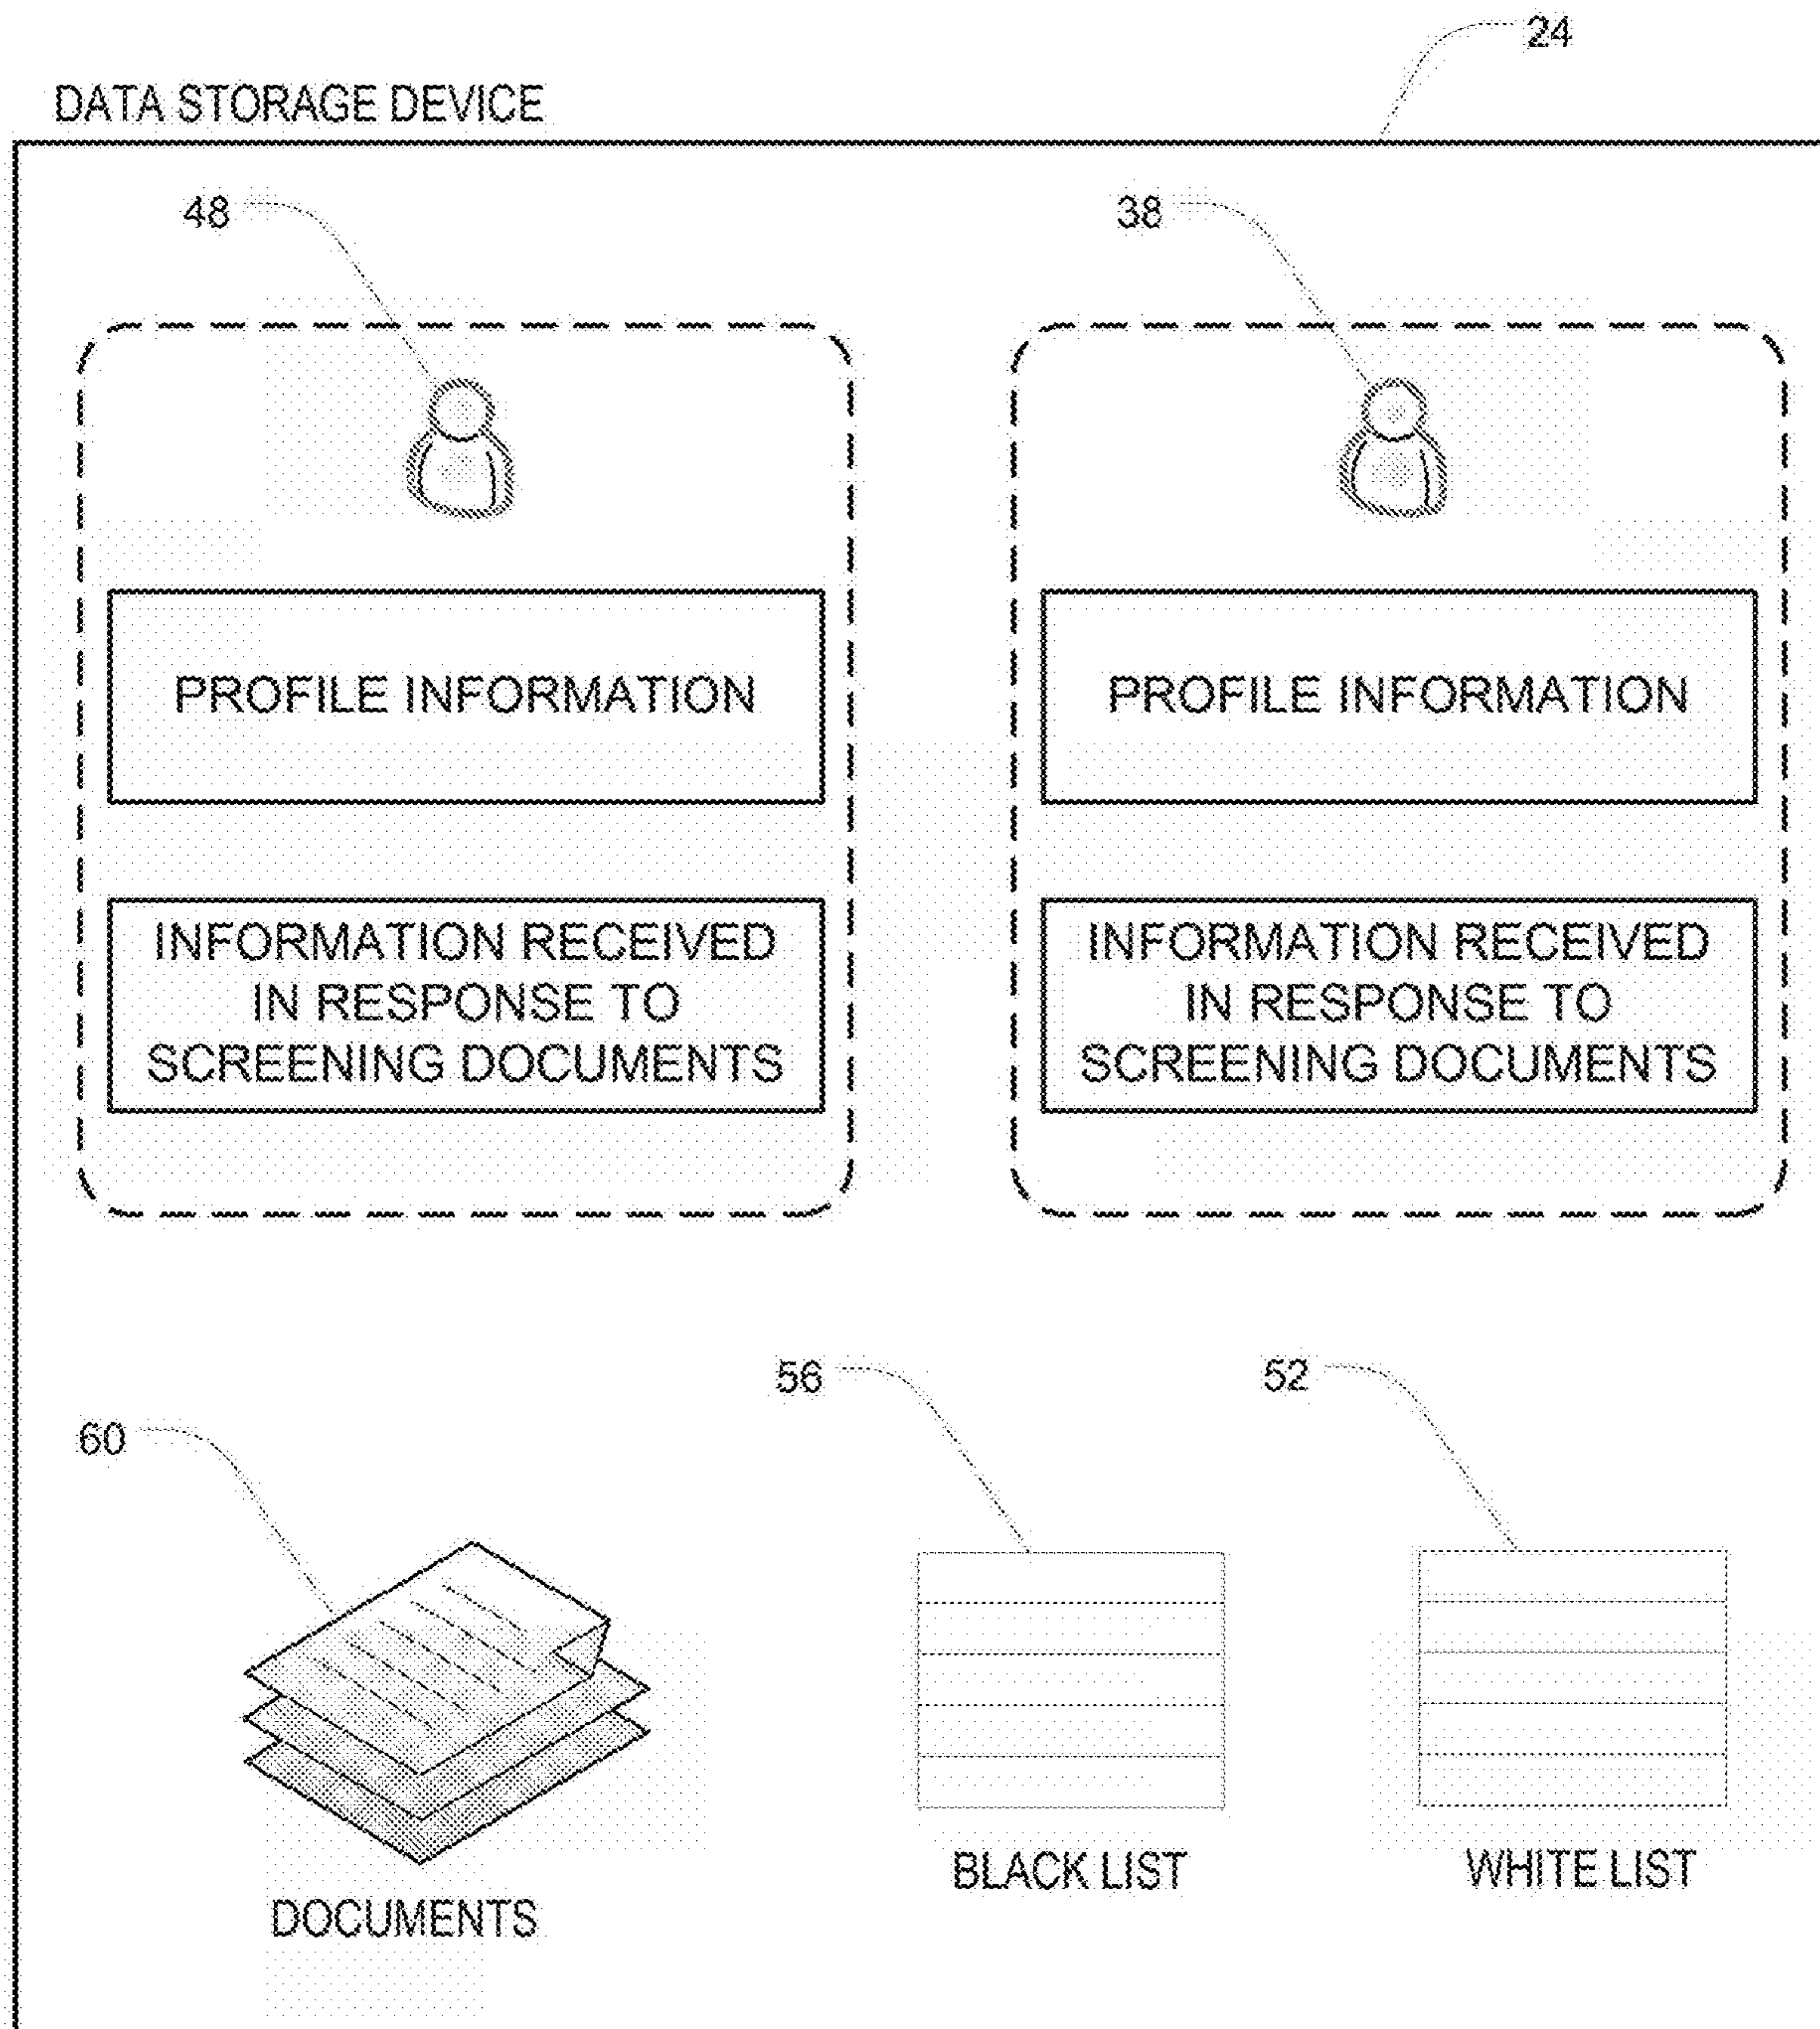 24
DATA STORAGE DEVICE
48
38
PROFILE INFORMATION
PROFILE INFORMATION
INFORMATION RECEIVED
IN RESPONSE TO
SCREENING DOCUMENTS
INFORMATION RECEIVED
IN RESPONSE TO
SCREENING DOCUMENTS
56
52
60
BLACK LIST
WHITE LIST
DOCUMENTS